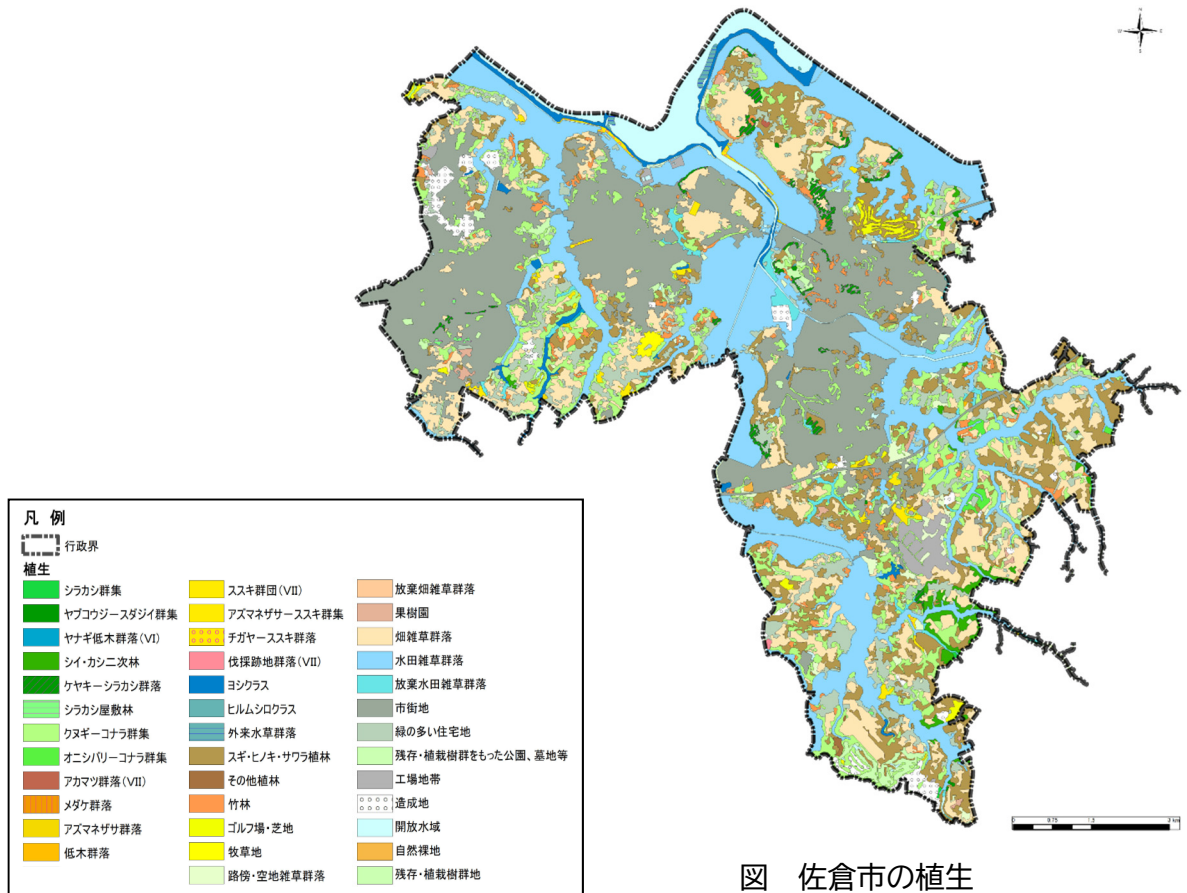 N
W
E
S
凡 例
行政界
植生
シラカシ群集
ヤブコウジースダジイ群集
ヤナギ低木群落(VI)
シイ・カシ二次林
ケヤキーシラカシ群落
シラカシ屋敷林
クヌギーコナラ群集
オニシバリーコナラ群集
アカマツ群落(VII)
メダケ群落
アズマネザサ群落
低木群落
ススキ群団(VII)
アズマネザサーススキ群集
チガヤーススキ群落
伐採跡地群落(VII)
ヨシクラス
ヒルムシロクラス
外来水草群落
スギ・ヒノキ・サワラ植林
その他植林
竹林
ゴルフ場・芝地
牧草地
路傍・空地雑草群落
放棄畑雑草群落
果樹園
畑雑草群落
水田雑草群落
放棄水田雑草群落
市街地
緑の多い住宅地
残存・植栽樹群をもった公園、墓地等
工場地帯
造成地
開放水域
自然裸地
残存・植栽樹群地
0 0.75 1.5 3 km
図 佐倉市の植生